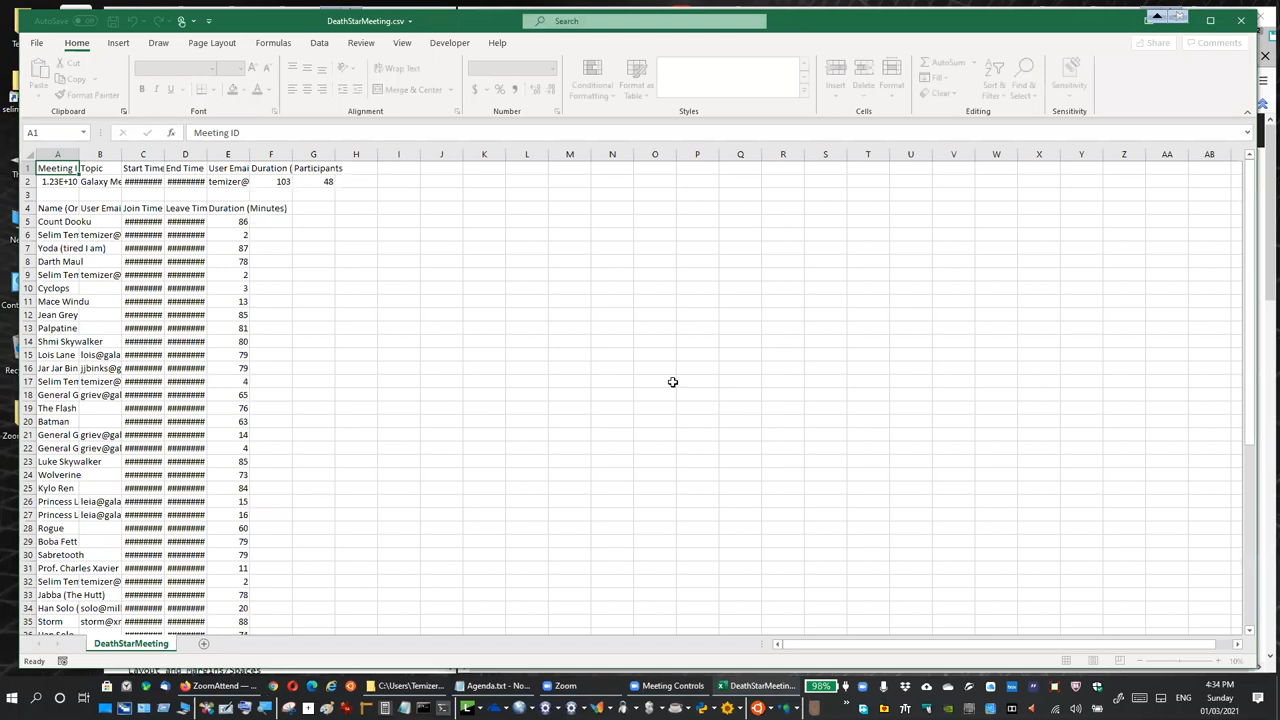 AutoSave Off DeathStarMeeting.csv Search
File Home Insert Draw Page Layout Formulas Data Review View Developer Help Share Comments
Cut Wrap Text AutoSum
Paste Copy Conditional Format as Insert Delete Format Fill Sort & Find & Sensitivity
Format Painter B I U Merge & Center $ % Formatting Table Clear Filter Select
Clipboard Font Alignment Number Styles Cells Editing Sensitivity
A1 fx Meeting ID
A B C D E F G H I J K L M N O P Q R S T U V W X Y Z AA AB
1 Meeting I Topic Start Time End Time User Emai Duration ( Participants
2 1.23E+10 Galaxy Me ######## ######## temizer@ 103 48
3
4 Name (Or User Emai Join Time Leave Tim Duration (Minutes)
5 Count Dooku ######## ######## 86
6 Selim Tem temizer@ ######## ######## 2
7 Yoda (tired I am) ######## ######## 87
8 Darth Maul ######## ######## 78
9 Selim Tem temizer@ ######## ######## 2
10 Cyclops ######## ######## 3
11 Mace Windu ######## ######## 13
12 Jean Grey ######## ######## 85
13 Palpatine ######## ######## 81
14 Shmi Skywalker ######## ######## 80
15 Lois Lane lois@gala ######## ######## 79
16 Jar Jar Bin jjbinks@g ######## ######## 79
17 Selim Tem temizer@ ######## ######## 4
18 General G griev@gal ######## ######## 65
19 The Flash ######## ######## 76
20 Batman ######## ######## 63
21 General G griev@gal ######## ######## 14
22 General G griev@gal ######## ######## 4
23 Luke Skywalker ######## ######## 85
24 Wolverine ######## ######## 73
25 Kylo Ren ######## ######## 84
26 Princess L leia@gala ######## ######## 15
27 Princess L leia@gala ######## ######## 16
28 Rogue ######## ######## 60
29 Boba Fett ######## ######## 79
30 Sabretooth ######## ######## 79
31 Prof. Charles Xavier ######## ######## 11
32 Selim Tem temizer@ ######## ######## 2
33 Jabba (The Hutt) ######## ######## 78
34 Han Solo ( solo@mill ######## ######## 20
35 Storm storm@xr ######## ######## 88
DeathStarMeeting
Ready
Layout and Margins/Spaces
ZoomAttend — ... C:\Users\Temizer... Agenda.txt - No... Zoom Meeting Controls DeathStarMeetin... 98% 4:34 PM
ENG Sunday
01/03/2021